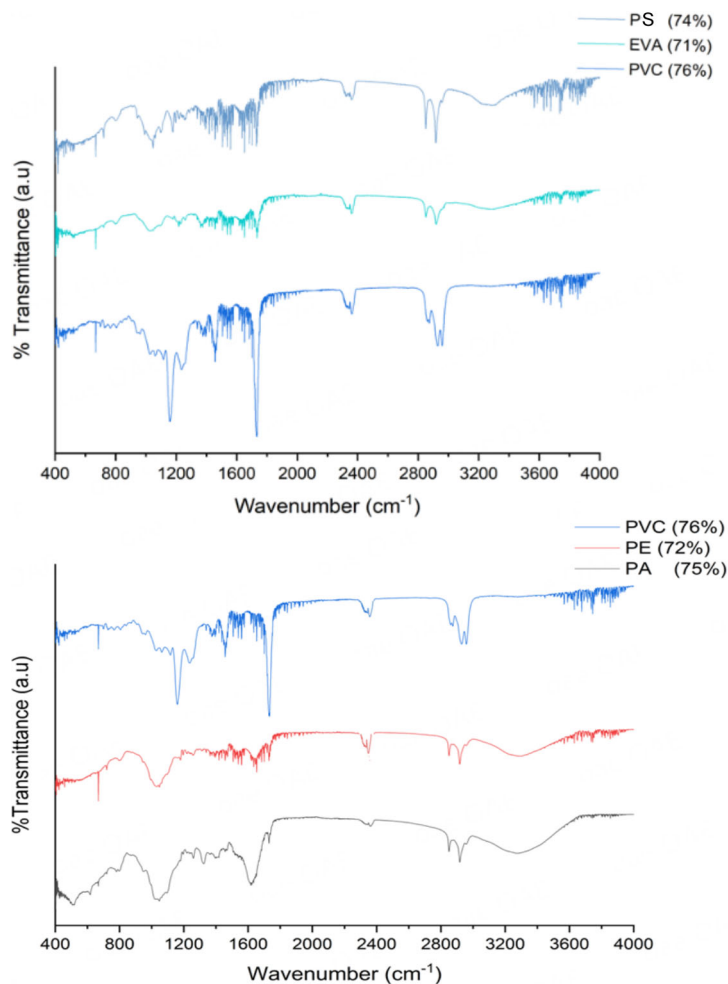 PS (74%)
EVA (71%)
PVC (76%)
% Transmittance (a.u)
400 800 1200 1600 2000 2400 2800 3200 3600 4000
Wavenumber (cm⁻¹)
PVC (76%)
PE (72%)
PA (75%)
%Transmittance (a.u)
400 800 1200 1600 2000 2400 2800 3200 3600 4000
Wavenumber (cm⁻¹)